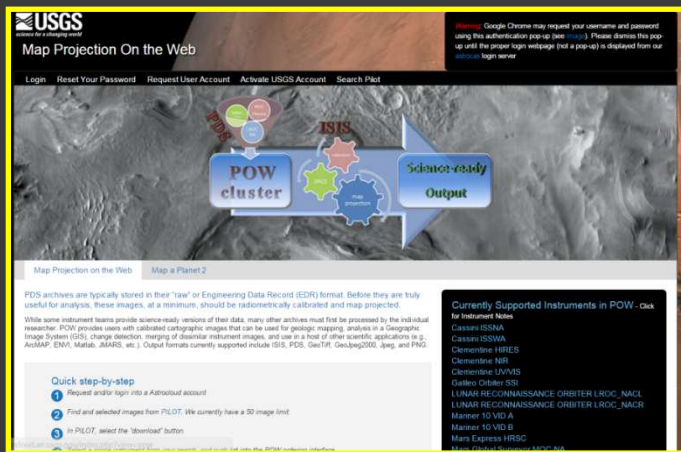 USGS
science for a changing world
Map Projection On the Web
Warning: Google Chrome may request your username and password
using this authentication pop-up (see image). Please dismiss this pop-
up until the proper login webpage (not a pop-up) is displayed from our
astrocas login server
Login Reset Your Password Request User Account Activate USGS Account Search Pilot
PDS
ISIS
POW
cluster
map
projection
Science-ready
Output
Map Projection on the Web Map a Planet 2
PDS archives are typically stored in their "raw" or Engineering Data Record (EDR) format. Before they are truly
useful for analysis, these images, at a minimum, should be radiometrically calibrated and map projected.
While some instrument teams provide science-ready versions of their data, many other archives must first be processed by the individual
researcher. POW provides users with calibrated cartographic images that can be used for geologic mapping, analysis in a Geographic
Image System (GIS), change detection, merging of dissimilar instrument images, and use in a host of other scientific applications (e.g.,
ArcMAP, ENVI, Matlab, JMARS, etc.). Output formats currently supported include ISIS, PDS, GeoTiff, GeoJpeg2000, Jpeg, and PNG.
Quick step-by-step
1 Request and/or login into a Astrocloud account
2 Find and selected images from PILOT. We currently have a 50 image limit.
3 In PILOT, select the "download" button.
Currently Supported Instruments in POW - Click
for Instrument Notes
Cassini ISSNA
Cassini ISSWA
Clementine HIRES
Clementine NIR
Clementine UV/VIS
Galileo Orbiter SSI
LUNAR RECONNAISSANCE ORBITER LROC_NACL
LUNAR RECONNAISSANCE ORBITER LROC_NACR
Mariner 10 VID A
Mariner 10 VID B
Mars Express HRSC
Mars Global Surveyor MOC-NA